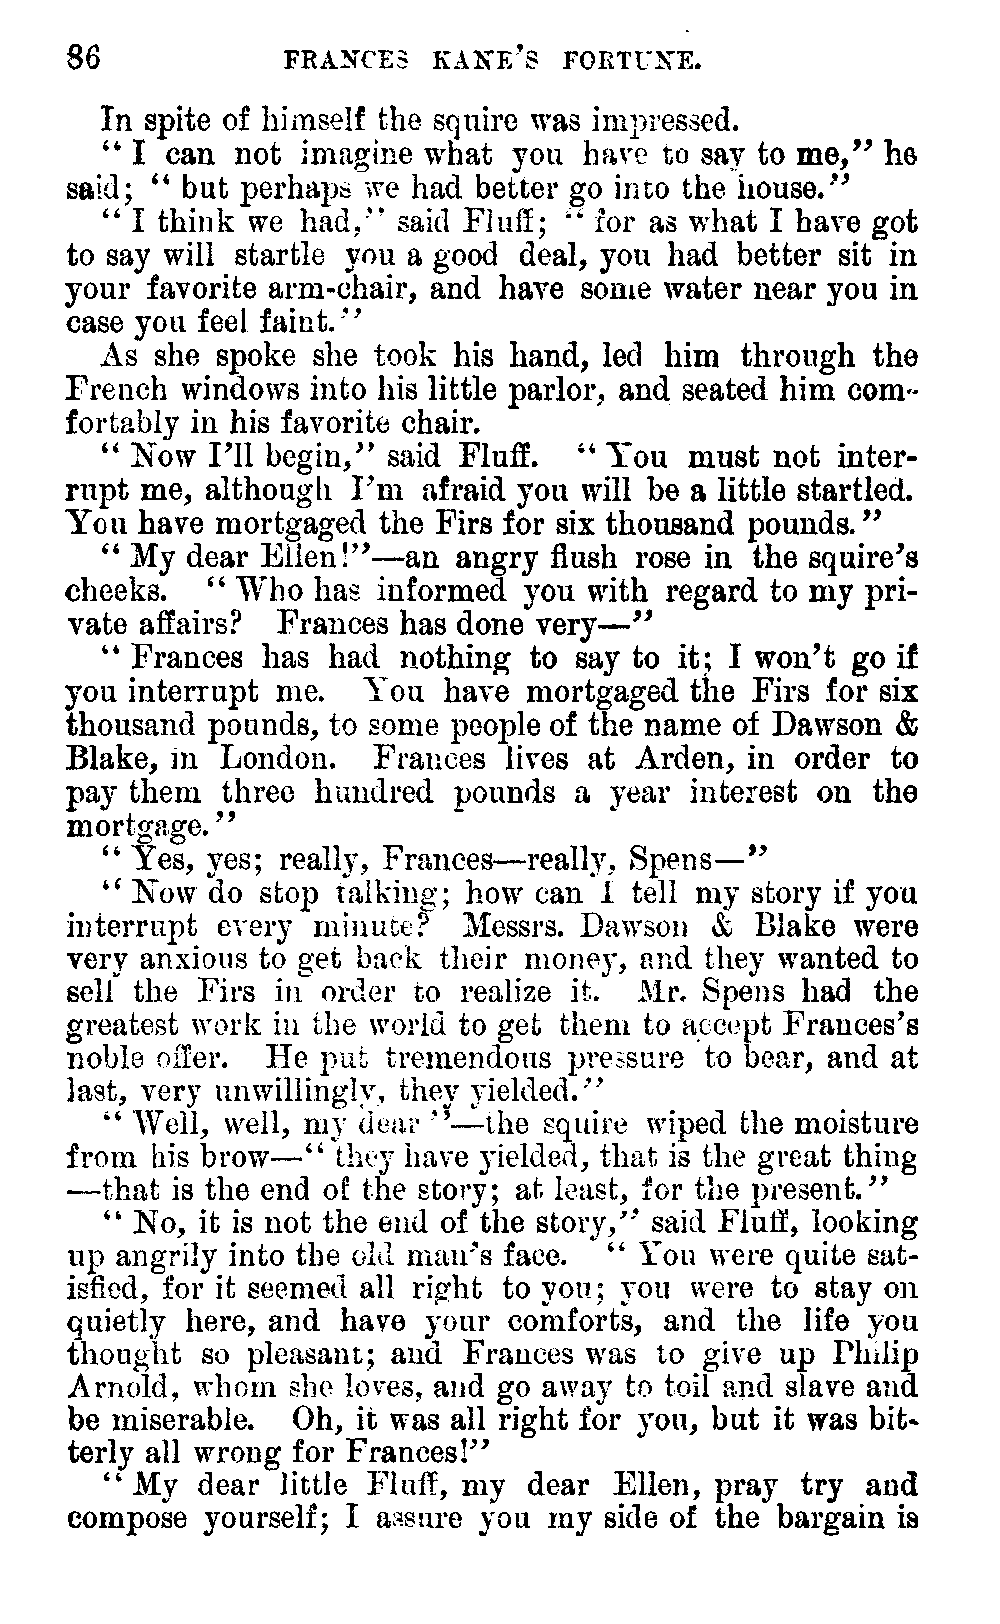 86 FRANCES KANE'S FORTUNE.
In spite of himself the squire was impressed.
“ I can not imagine what you have to say to me,” he
said; “ but perhaps we had better go into the house.”
“ I think we had,” said Fluff; “ for as what I have got
to say will startle you a good deal, you had better sit in
your favorite arm-chair, and have some water near you in
case you feel faint.”
As she spoke she took his hand, led him through the
French windows into his little parlor, and seated him com-
fortably in his favorite chair.
“ Now I'll begin,” said Fluff. “ You must not inter-
rupt me, although I'm afraid you will be a little startled.
You have mortgaged the Firs for six thousand pounds.”
“ My dear Ellen!”—an angry flush rose in the squire's
cheeks. “ Who has informed you with regard to my pri-
vate affairs? Frances has done very—”
“ Frances has had nothing to say to it; I won't go if
you interrupt me. You have mortgaged the Firs for six
thousand pounds, to some people of the name of Dawson &
Blake, in London. Frances lives at Arden, in order to
pay them three hundred pounds a year interest on the
mortgage.”
“ Yes, yes; really, Frances—really, Spens—”
“ Now do stop talking; how can I tell my story if you
interrupt every minute? Messrs. Dawson & Blake were
very anxious to get back their money, and they wanted to
sell the Firs in order to realize it. Mr. Spens had the
greatest work in the world to get them to accept Frances's
noble offer. He put tremendous pressure to bear, and at
last, very unwillingly, they yielded.”
“ Well, well, my dear ”—the squire wiped the moisture
from his brow—“ they have yielded, that is the great thing
—that is the end of the story; at least, for the present.”
“ No, it is not the end of the story,” said Fluff, looking
up angrily into the old man's face. “ You were quite sat-
isfied, for it seemed all right to you; you were to stay on
quietly here, and have your comforts, and the life you
thought so pleasant; and Frances was to give up Philip
Arnold, whom she loves, and go away to toil and slave and
be miserable. Oh, it was all right for you, but it was bit-
terly all wrong for Frances!”
“ My dear little Fluff, my dear Ellen, pray try and
compose yourself; I assure you my side of the bargain is